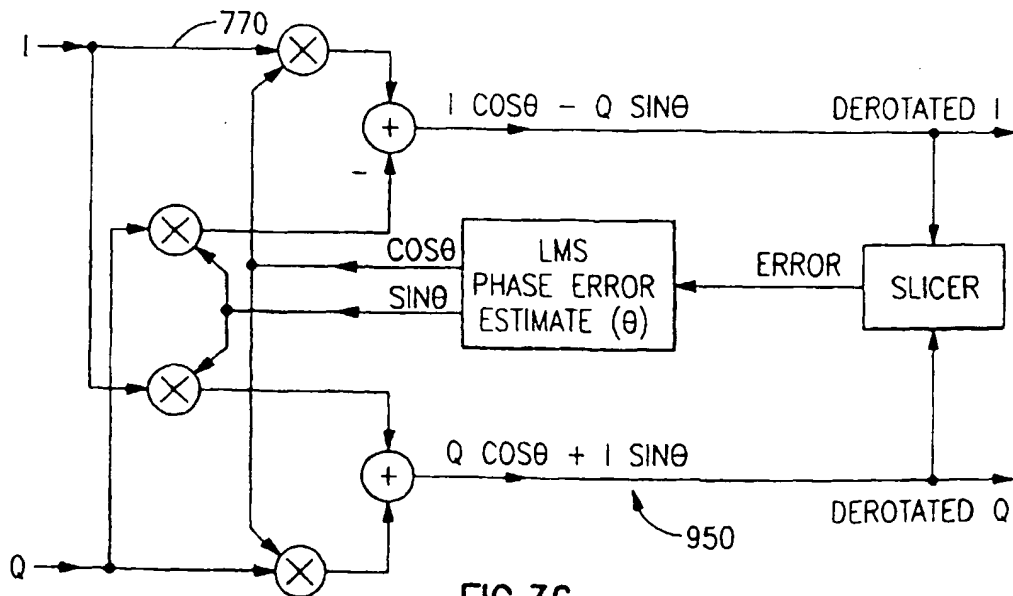 I
770
I COSθ - Q SINθ
DEROTATED I
-
COSθ
SINθ
LMS
PHASE ERROR
ESTIMATE (θ)
ERROR
SLICER
Q COSθ + I SINθ
950
DEROTATED Q
Q